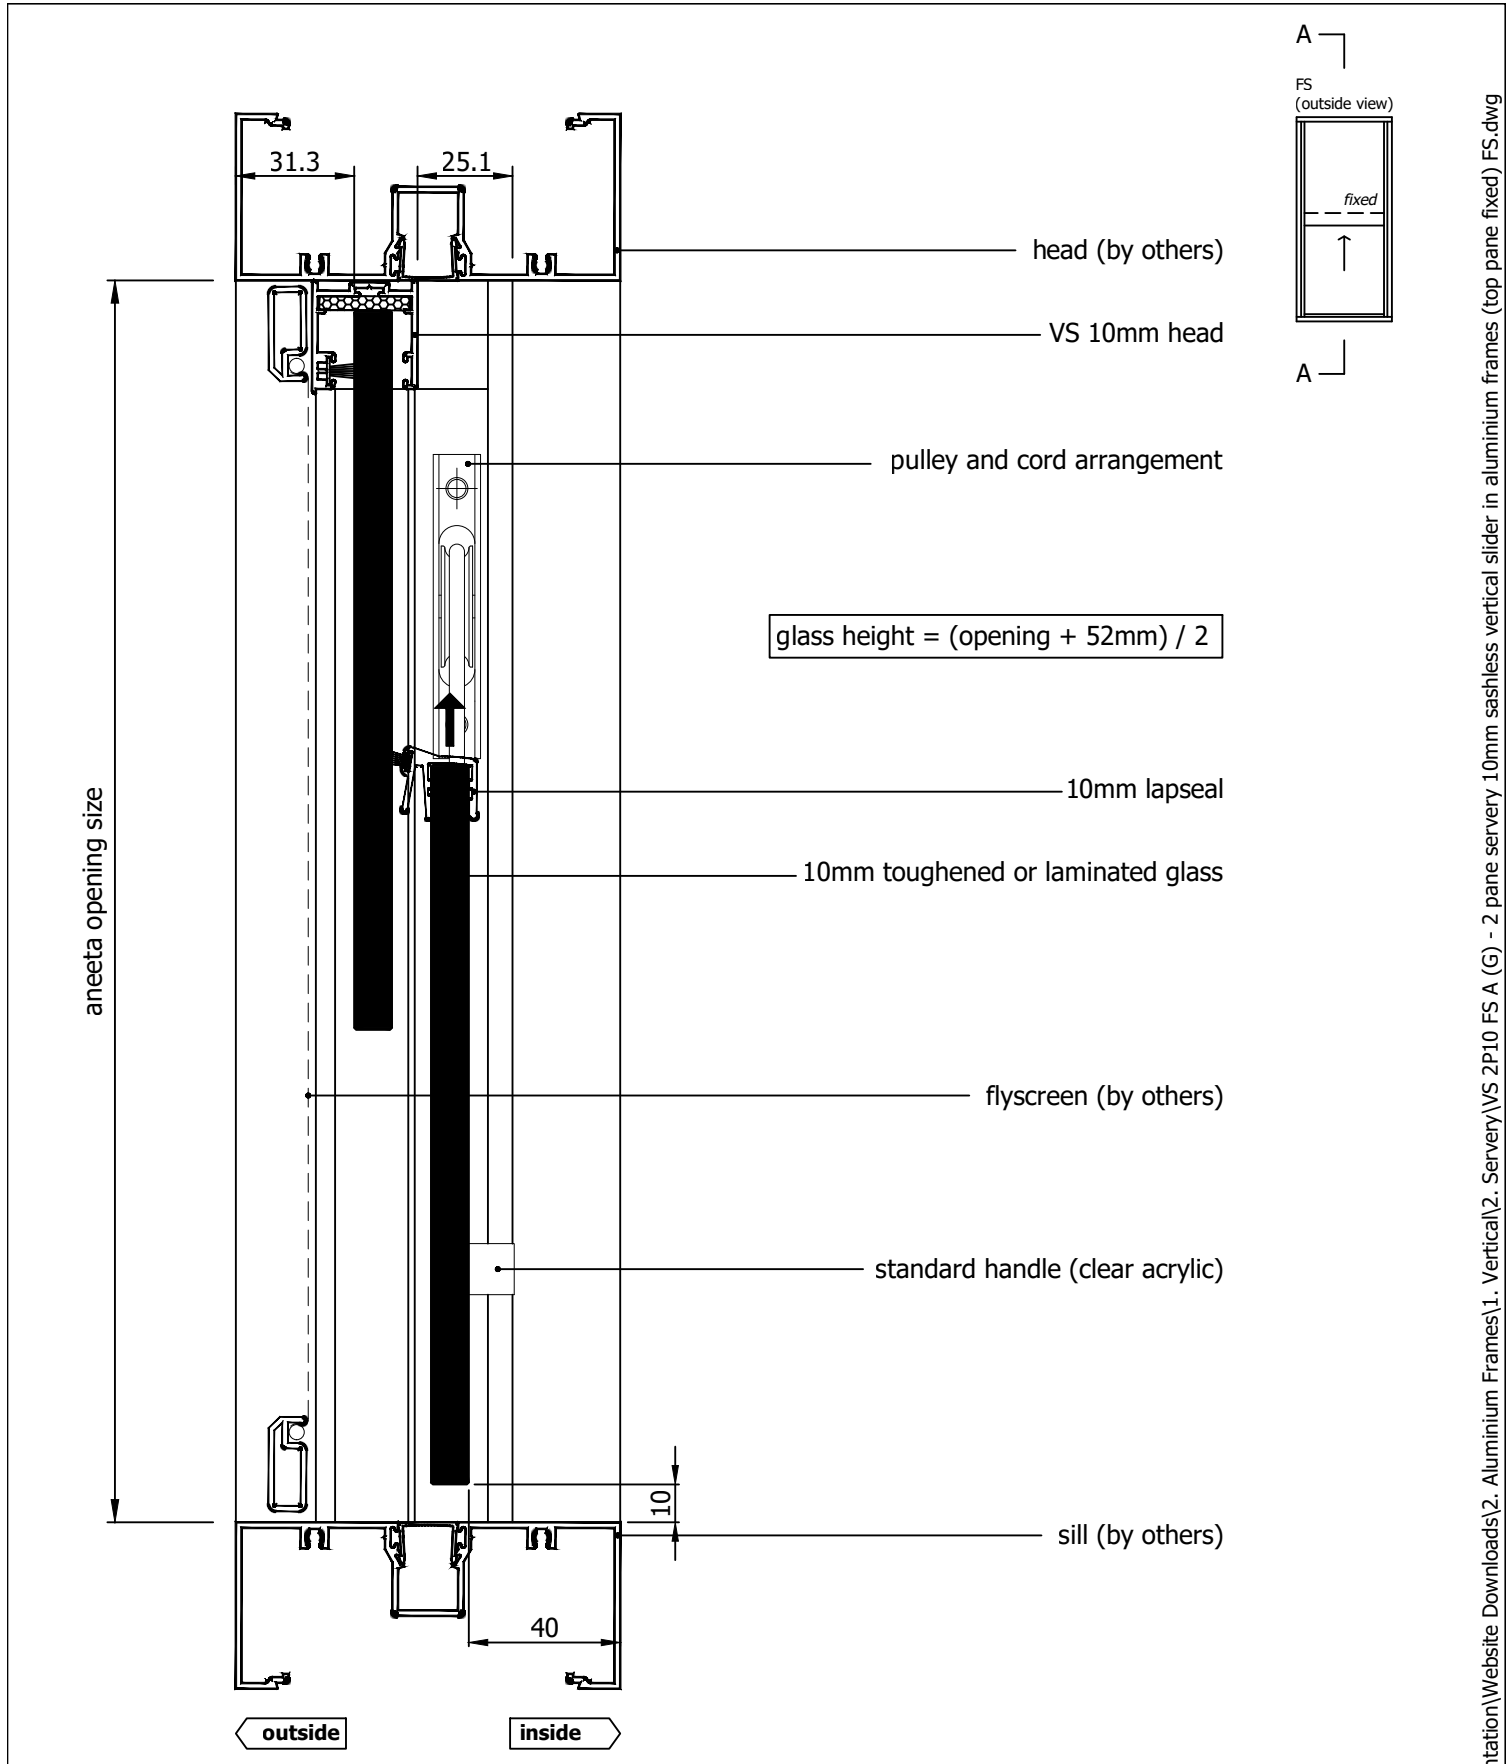 A
FS
(outside view)
fixed
A
31.3
25.1
head (by others)
VS 10mm head
pulley and cord arrangement
glass height = (opening + 52mm) / 2
10mm lapseal
10mm toughened or laminated glass
aneeta opening size
flyscreen (by others)
standard handle (clear acrylic)
10
sill (by others)
40
outside
inside
ntation\Website Downloads\2. Aluminium Frames\1. Vertical\2. Servery\VS 2P10 FS A (G) - 2 pane servery 10mm sashless vertical slider in aluminium frames (top pane fixed) FS.dwg